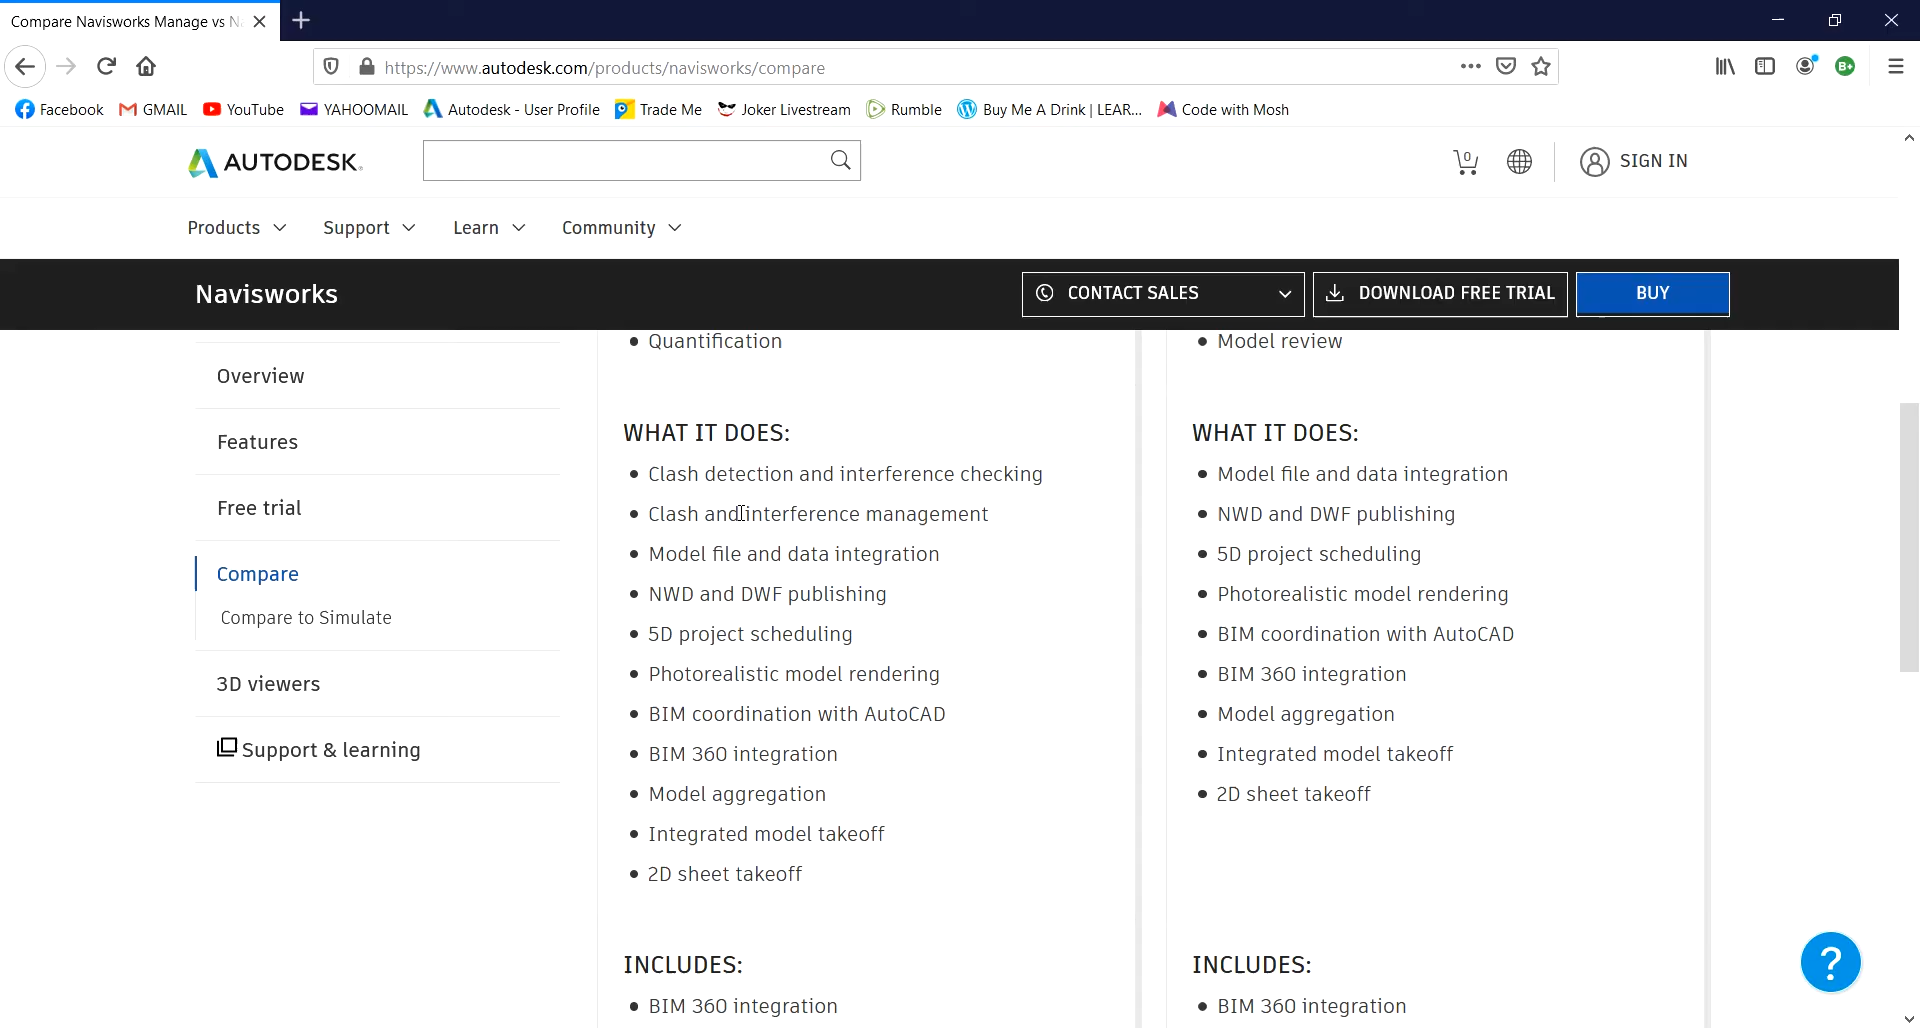 Compare Navisworks Manage vs N
https://www.autodesk.com/products/navisworks/compare
Facebook
GMAIL
YouTube
YAHOOMAIL
Autodesk - User Profile
Trade Me
Joker Livestream
Rumble
Buy Me A Drink | LEAR...
Code with Mosh
B+
AUTODESK.
0
SIGN IN
Products
Support
Learn
Community
Navisworks
CONTACT SALES
DOWNLOAD FREE TRIAL
BUY
Overview
Features
Free trial
Compare
Compare to Simulate
3D viewers
Support & learning
• Quantification
WHAT IT DOES:
• Clash detection and interference checking
• Clash and interference management
• Model file and data integration
• NWD and DWF publishing
• 5D project scheduling
• Photorealistic model rendering
• BIM coordination with AutoCAD
• BIM 360 integration
• Model aggregation
• Integrated model takeoff
• 2D sheet takeoff
INCLUDES:
• BIM 360 integration
• Model review
WHAT IT DOES:
• Model file and data integration
• NWD and DWF publishing
• 5D project scheduling
• Photorealistic model rendering
• BIM coordination with AutoCAD
• BIM 360 integration
• Model aggregation
• Integrated model takeoff
• 2D sheet takeoff
INCLUDES:
• BIM 360 integration
?